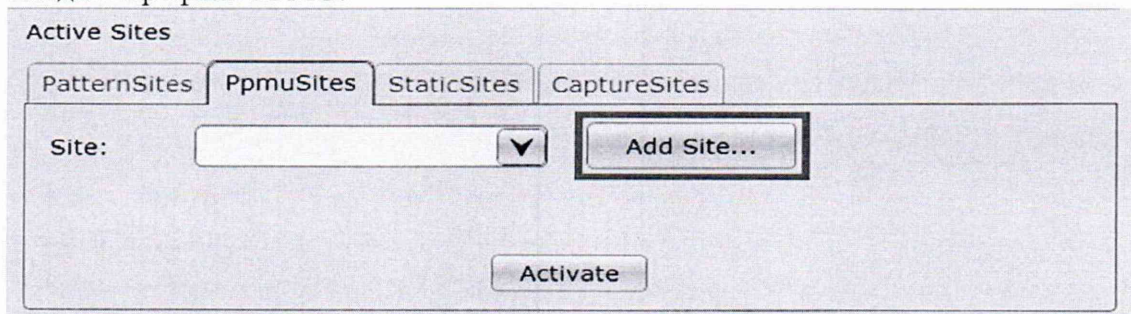 Active Sites
PatternSites PpmuSites StaticSites CaptureSites
Site: Add Site...
Activate